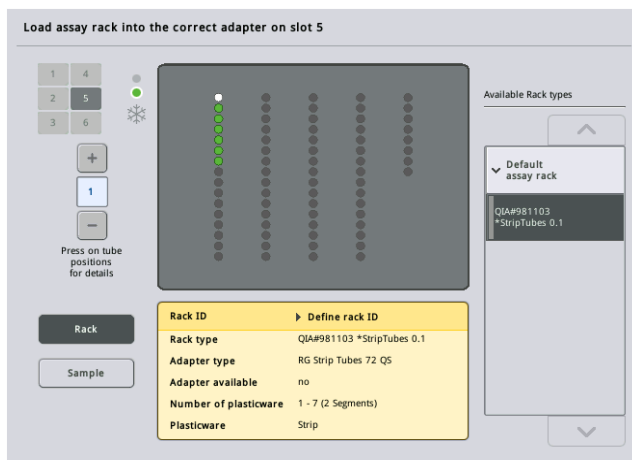 Load assay rack into the correct adapter on slot 5
1 4
2 5
3 6
+
1
−
Press on tube
positions
for details
Rack
Sample
Rack ID Define rack ID
Rack type QIA#981103 *StripTubes 0.1
Adapter type RG Strip Tubes 72 QS
Adapter available no
Number of plasticware 1 - 7 (2 Segments)
Plasticware Strip
Available Rack types
Default
assay rack
QIA#981103
*StripTubes 0.1